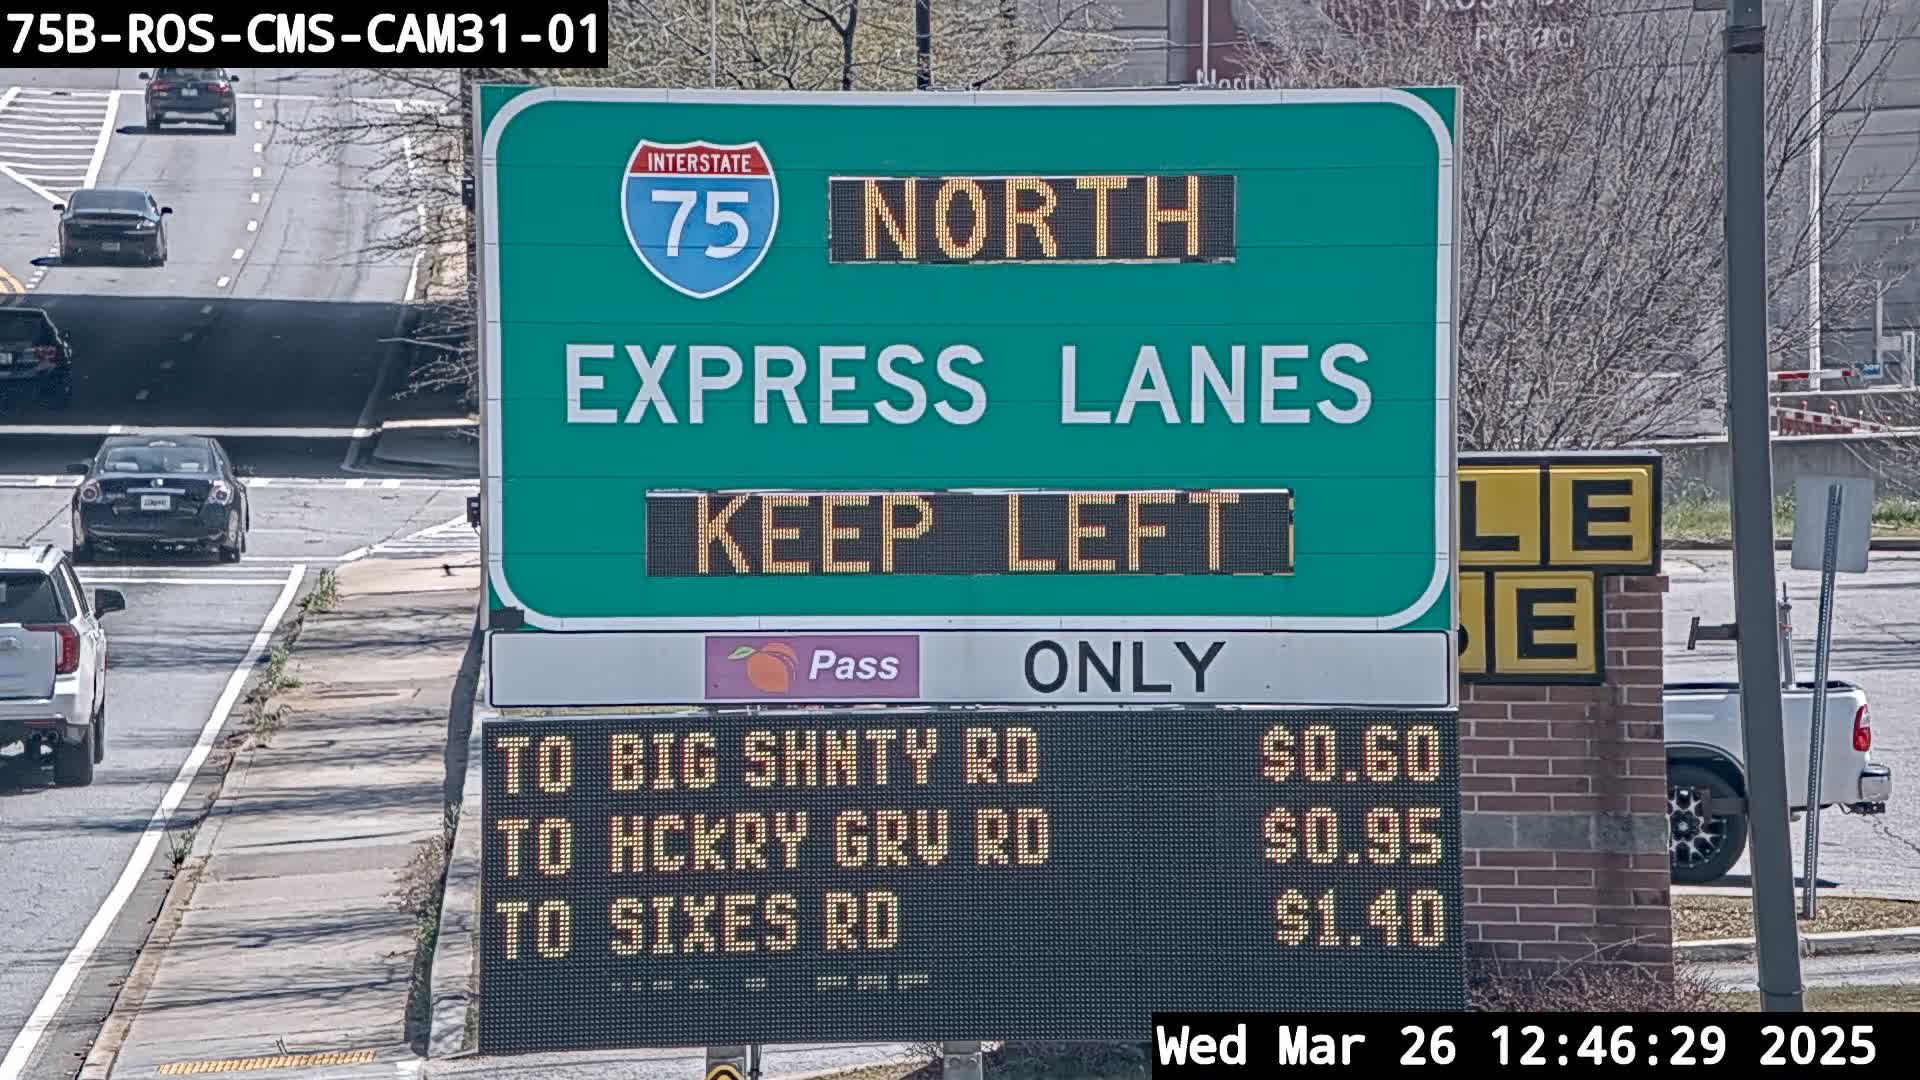 75B-ROS-CMS-CAM31-01
INTERSTATE
75
NORTH
EXPRESS LANES
KEEP LEFT
Pass ONLY
TO BIG SHNTY RD $0.60
TO HCKRY GRV RD $0.95
TO SIXES RD $1.40
LE
E
Wed Mar 26 12:46:29 2025